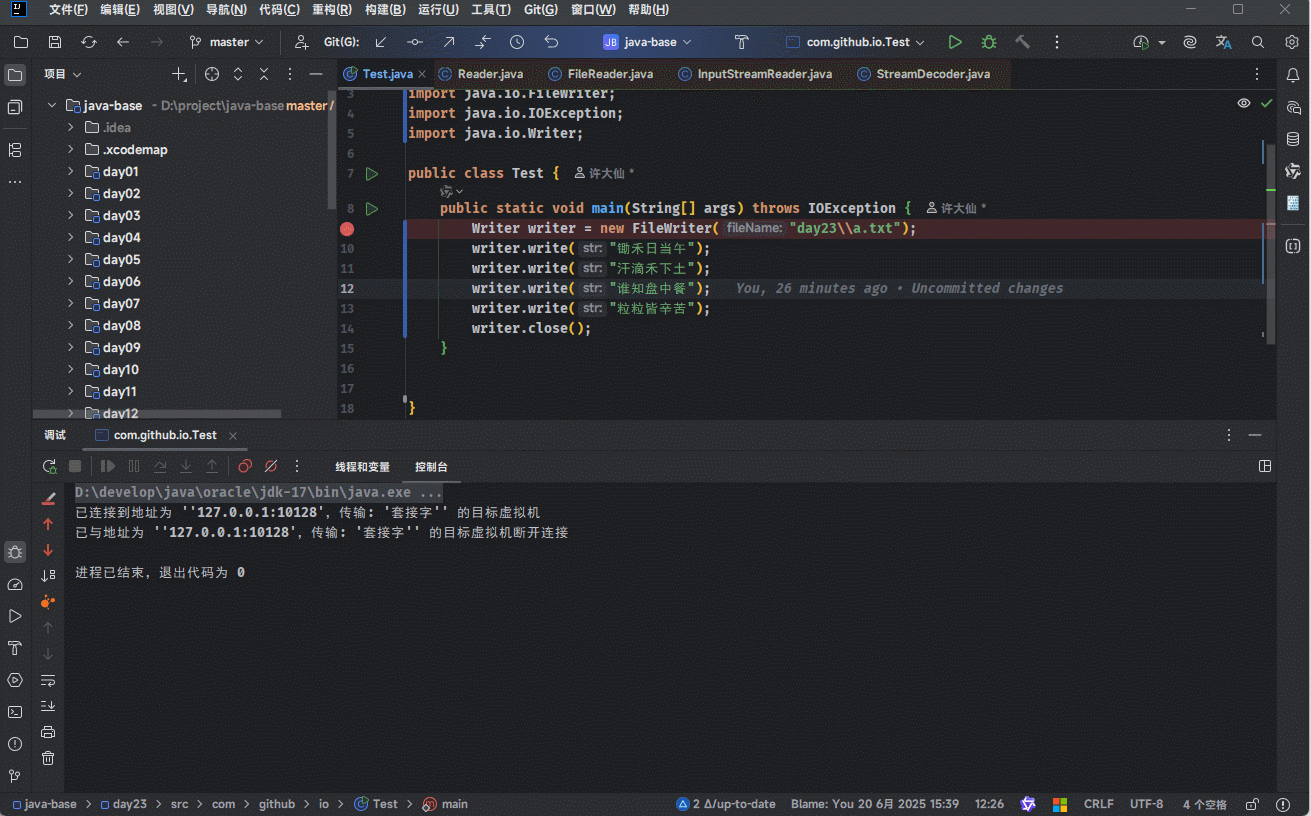 文件(F) 编辑(E) 视图(V) 导航(N) 代码(C) 重构(R) 构建(B) 运行(U) 工具(T) Git(G) 窗口(W) 帮助(H)
master Git(G): JB java-base com.github.io.Test
项目
Test.java Reader.java FileReader.java InputStreamReader.java StreamDecoder.java
java-base - D:\project\java-base master /
.idea
.xcodemap
day01
day02
day03
day04
day05
day06
day07
day08
day09
day10
day11
day12
3 import java.io.FileWriter;
4 import java.io.IOException;
5 import java.io.Writer;
6
7 public class Test { 许大仙 *
8 public static void main(String[] args) throws IOException { 许大仙 *
Writer writer = new FileWriter( fileName: "day23\\a.txt");
10 writer.write( str: "锄禾日当午");
11 writer.write( str: "汗滴禾下土");
12 writer.write( str: "谁知盘中餐"); You, 26 minutes ago • Uncommitted changes
13 writer.write( str: "粒粒皆辛苦");
14 writer.close();
15 }
16
17
18 }
调试 com.github.io.Test
线程和变量 控制台
D:\develop\java\oracle\jdk-17\bin\java.exe ...
已连接到地址为 ''127.0.0.1:10128'，传输: '套接字'' 的目标虚拟机
已与地址为 ''127.0.0.1:10128'，传输: '套接字'' 的目标虚拟机断开连接
进程已结束，退出代码为 0
java-base > day23 > src > com > github > io > Test > main 2 Δ/up-to-date Blame: You 20 6月 2025 15:39 12:26 CRLF UTF-8 4 个空格